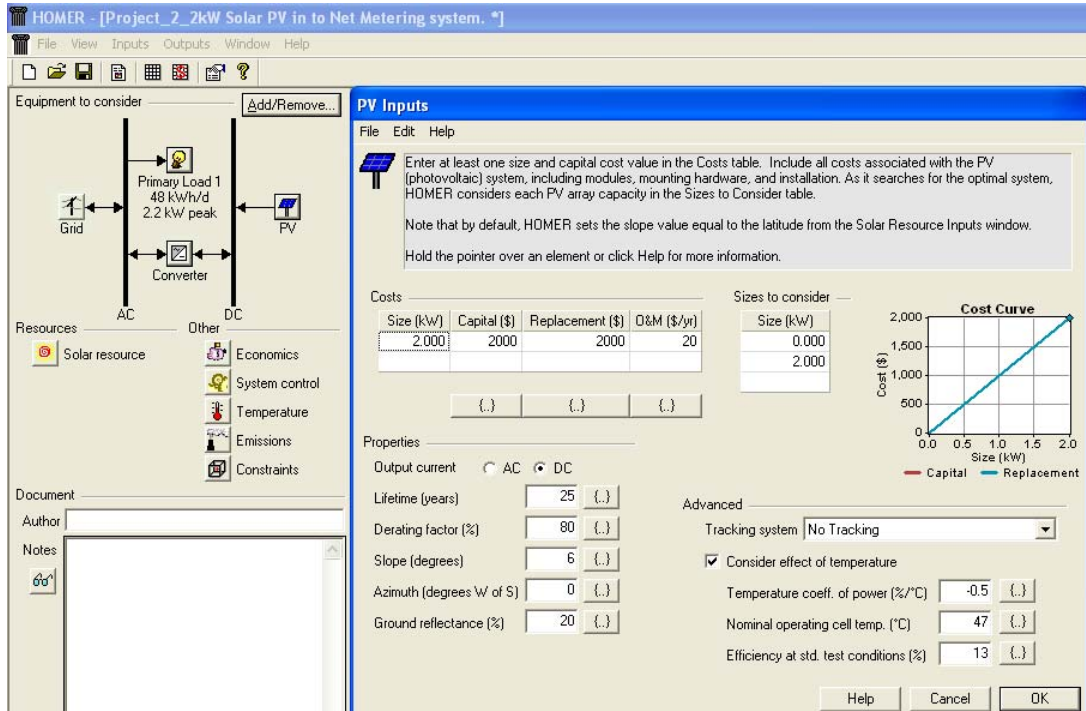 HOMER - [Project_2_2kW Solar PV in to Net Metering system. *]
File View Inputs Outputs Window Help
Equipment to consider
Add/Remove...
Primary Load 1
48 kWh/d
2.2 kW peak
Grid
PV
Converter
AC
DC
Resources
Other
Solar resource
Economics
System control
Temperature
Emissions
Constraints
Document
Author
Notes
PV Inputs
File Edit Help
Enter at least one size and capital cost value in the Costs table. Include all costs associated with the PV
(photovoltaic) system, including modules, mounting hardware, and installation. As it searches for the optimal system,
HOMER considers each PV array capacity in the Sizes to Consider table.
Note that by default, HOMER sets the slope value equal to the latitude from the Solar Resource Inputs window.
Hold the pointer over an element or click Help for more information.
Costs
Size (kW) Capital ($) Replacement ($) O&M ($/yr)
2.000 2000 2000 20
{..} {..} {..}
Sizes to consider
Size (kW)
0.000
2.000
Cost Curve
Cost ($)
2,000
1,500
1,000
500
0
0.0 0.5 1.0 1.5 2.0
Size (kW)
Capital Replacement
Properties
Output current AC DC
Lifetime (years) 25 {..}
Derating factor (%) 80 {..}
Slope (degrees) 6 {..}
Azimuth (degrees W of S) 0 {..}
Ground reflectance (%) 20 {..}
Advanced
Tracking system No Tracking
Consider effect of temperature
Temperature coeff. of power (%/°C) -0.5 {..}
Nominal operating cell temp. (°C) 47 {..}
Efficiency at std. test conditions (%) 13 {..}
Help Cancel OK